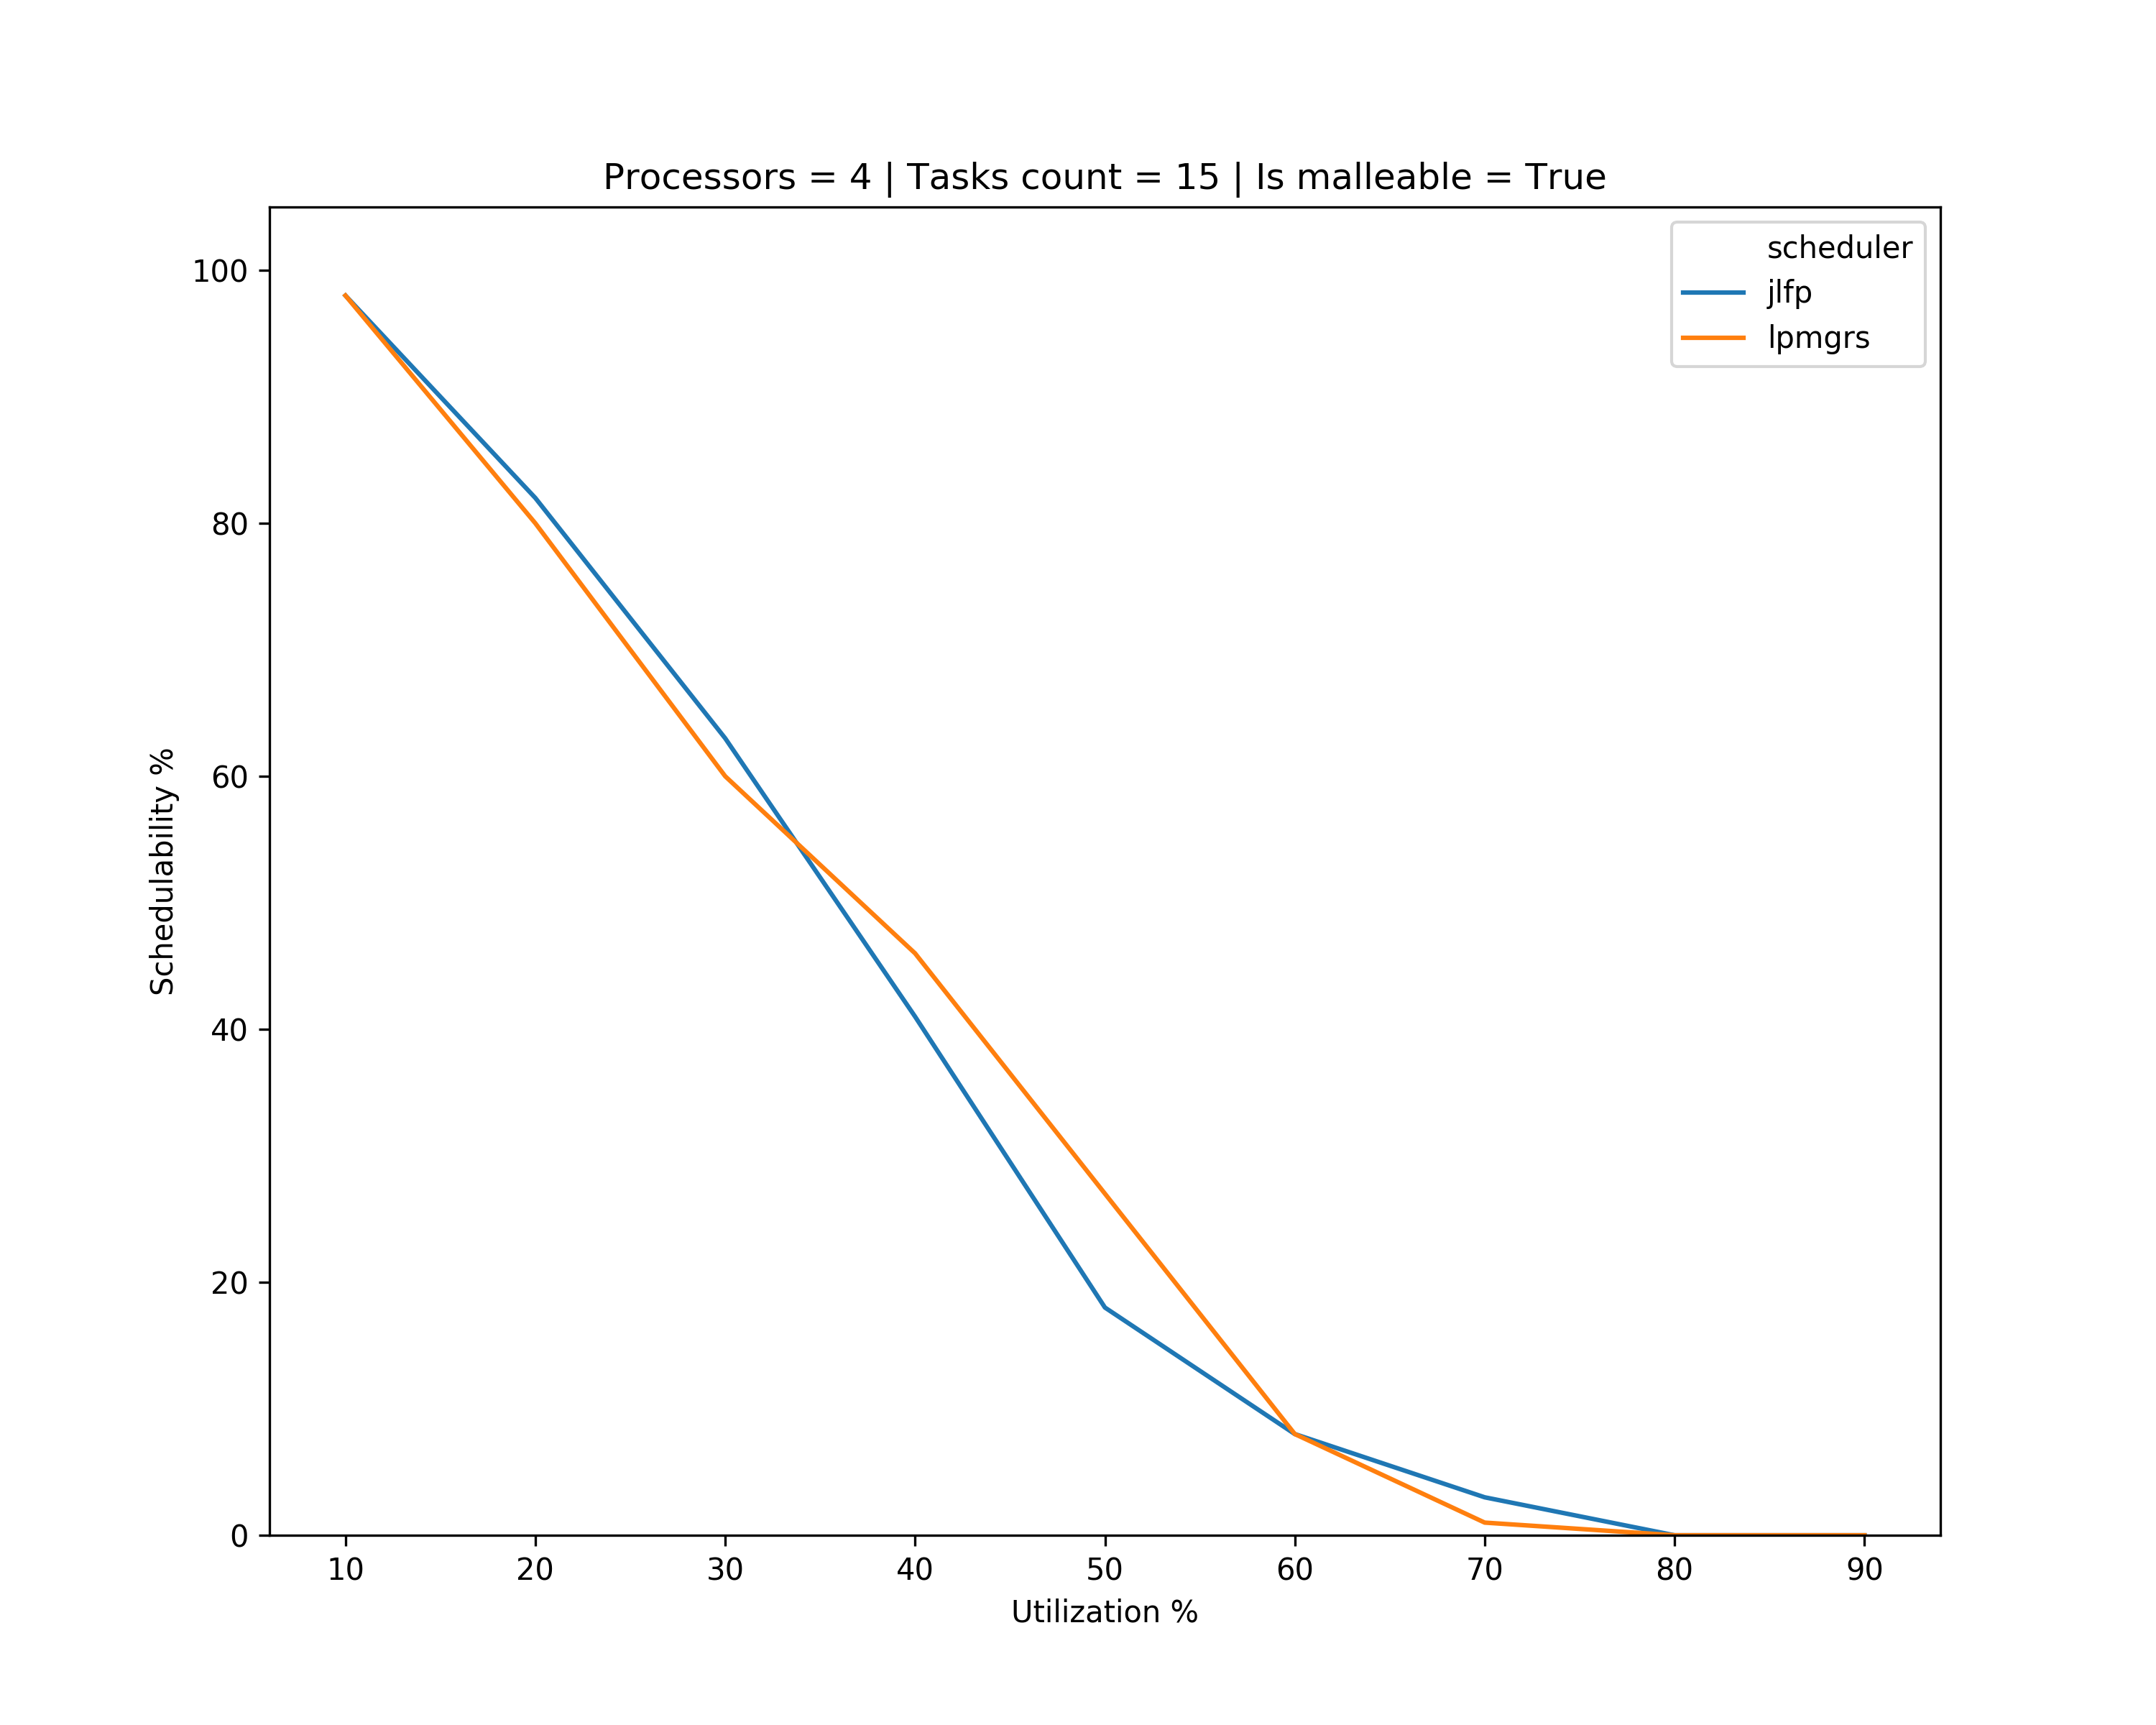 Processors = 4 | Tasks count = 15 | Is malleable = True
scheduler
jlfp
lpmgrs
Schedulability %
100
80
60
40
20
0
10 20 30 40 50 60 70 80 90
Utilization %